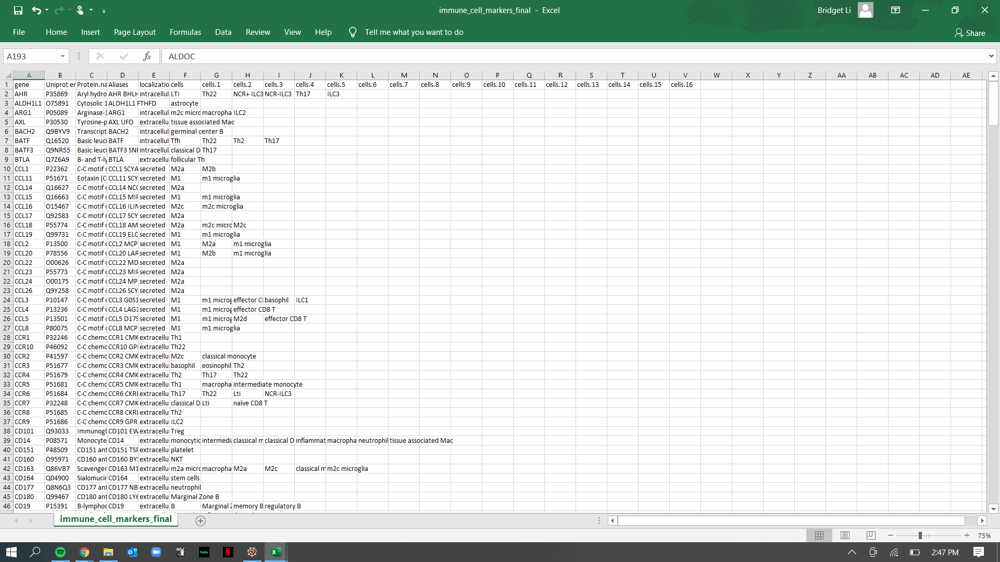 immune_cell_markers_final - Excel Bridget Li
File Home Insert Page Layout Formulas Data Review View Help Tell me what you want to do Share
A193 fx ALDOC
A B C D E F G H I J K L M N O P Q R S T U V W X Y Z AA AB AC AD AE
1 gene Uniprot er Protein.na Aliases localizatio cells cells.1 cells.2 cells.3 cells.4 cells.5 cells.6 cells.7 cells.8 cells.9 cells.10 cells.11 cells.12 cells.13 cells.14 cells.15 cells.16
2 AHR P35869 Aryl hydro AHR BHLH intracellul LTI Th22 NCR+ ILC3 NCR-ILC3 Th17 ILC3
3 ALDH1L1 O75891 Cytosolic 1 ALDH1L1 FTHFD astrocyte
4 ARG1 P05089 Arginase-1 ARG1 intracellul m2c micro macropha ILC2
5 AXL P30530 Tyrosine-p AXL UFO extracellu tissue associated Mac
6 BACH2 Q9BYV9 Transcript BACH2 intracellul germinal center B
7 BATF Q16520 Basic leuci BATF intracellul Tfh Th22 Th2 Th17
8 BATF3 Q9NR55 Basic leuci BATF3 SNF intracellul classical D Th17
9 BTLA Q7Z6A9 B- and T-ly BTLA extracellu follicular Th
10 CCL1 P22362 C-C motif c CCL1 SCYA secreted M2a M2b
11 CCL11 P51671 Eotaxin (C CCL11 SCY secreted M1 m1 microglia
12 CCL14 Q16627 C-C motif c CCL14 NCC secreted M2a
13 CCL15 Q16663 C-C motif c CCL15 MIP secreted M1 m1 microglia
14 CCL16 O15467 C-C motif c CCL16 ILIN secreted M2c m2c microglia
15 CCL17 Q92583 C-C motif c CCL17 SCY secreted M2a
16 CCL18 P55774 C-C motif c CCL18 AM secreted M2a m2c micro M2c
17 CCL19 Q99731 C-C motif c CCL19 ELC secreted M1 m1 microglia
18 CCL2 P13500 C-C motif c CCL2 MCP secreted M1 M2a m1 microglia
19 CCL20 P78556 C-C motif c CCL20 LAR secreted M1 M2b m1 microglia
20 CCL22 O00626 C-C motif c CCL22 MD secreted M2a
21 CCL23 P55773 C-C motif c CCL23 MIP secreted M2a
22 CCL24 O00175 C-C motif c CCL24 MP secreted M2a
23 CCL26 Q9Y258 C-C motif c CCL26 SCY secreted M2a
24 CCL3 P10147 C-C motif c CCL3 G0S1 secreted M1 m1 microg effector C basophil ILC1
25 CCL4 P13236 C-C motif c CCL4 LAG1 secreted M1 m1 microg effector CD8 T
26 CCL5 P13501 C-C motif c CCL5 D17S secreted M1 m1 microg M2d effector CD8 T
27 CCL8 P80075 C-C motif c CCL8 MCP secreted M1 m1 microglia
28 CCR1 P32246 C-C chemo CCR1 CMK extracellu Th1
29 CCR10 P46092 C-C chemo CCR10 GPI extracellu Th22
30 CCR2 P41597 C-C chemo CCR2 CMK extracellu M2c classical monocyte
31 CCR3 P51677 C-C chemo CCR3 CMK extracellu basophil eosinophil Th2
32 CCR4 P51679 C-C chemo CCR4 CMK extracellu Th2 Th17 Th22
33 CCR5 P51681 C-C chemo CCR5 CMK extracellu Th1 macropha intermediate monocyte
34 CCR6 P51684 C-C chemo CCR6 CKRL extracellu Th17 Th22 Lti NCR-ILC3
35 CCR7 P32248 C-C chemo CCR7 CMK extracellu classical D Lti naïve CD8 T
36 CCR8 P51685 C-C chemo CCR8 CKRL extracellu Th2
37 CCR9 P51686 C-C chemo CCR9 GPR extracellu ILC2
38 CD101 Q93033 Immunogl CD101 EW extracellu Treg
39 CD14 P08571 Monocyte CD14 extracellu monocytic intermedia classical m classical D inflammat macropha neutrophil tissue associated Mac
40 CD151 P48509 CD151 ant CD151 TSP extracellu platelet
41 CD160 O95971 CD160 ant CD160 BY5 extracellu NKT
42 CD163 Q86VB7 Scavenger CD163 M1 extracellu m2a micro macropha M2a M2c classical m m2c microglia
43 CD164 Q04900 Sialomucin CD164 extracellu stem cells
44 CD177 Q8N6Q3 CD177 ant CD177 NB extracellu neutrophil
45 CD180 Q99467 CD180 ant CD180 LY6 extracellu Marginal Zone B
46 CD19 P15391 B-lymphoc CD19 extracellu B Marginal Z memory B regulatory B
immune_cell_markers_final
75%
hulu N 2:47 PM